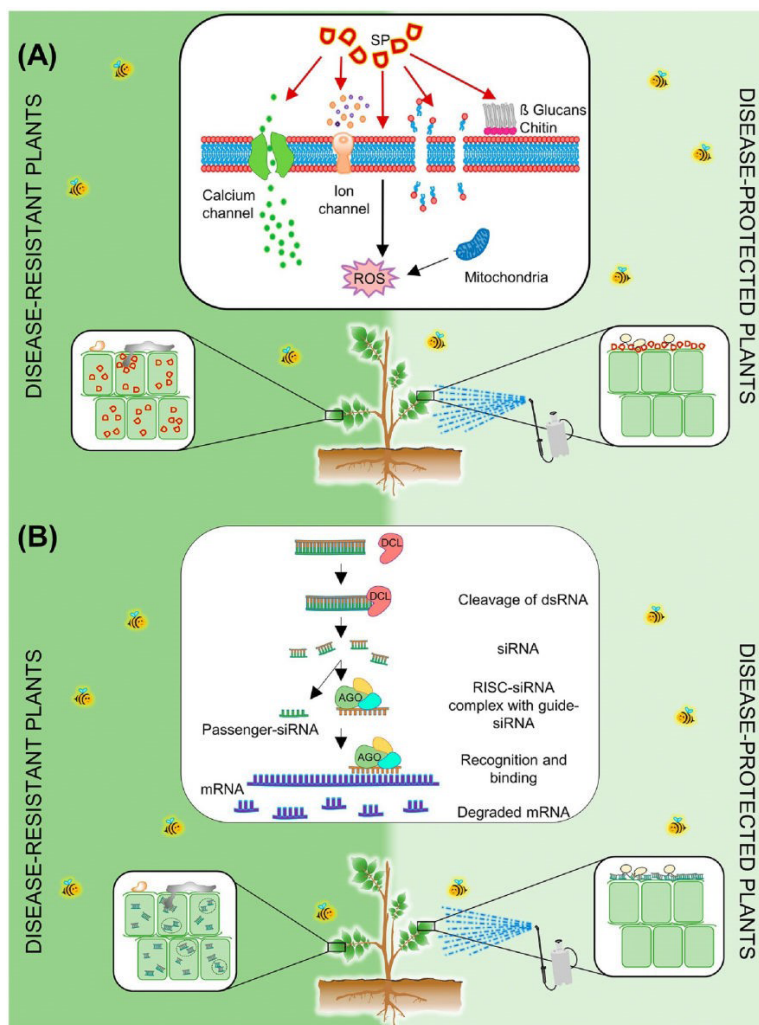 (A)
DISEASE-RESISTANT PLANTS
DISEASE-PROTECTED PLANTS
SP
ß Glucans
Chitin
Calcium
channel
Ion
channel
ROS
Mitochondria
(B)
DISEASE-RESISTANT PLANTS
DISEASE-PROTECTED PLANTS
DCL
DCL
Cleavage of dsRNA
siRNA
AGO
RISC-siRNA
complex with guide-
siRNA
Passenger-siRNA
AGO
Recognition and
binding
mRNA
Degraded mRNA